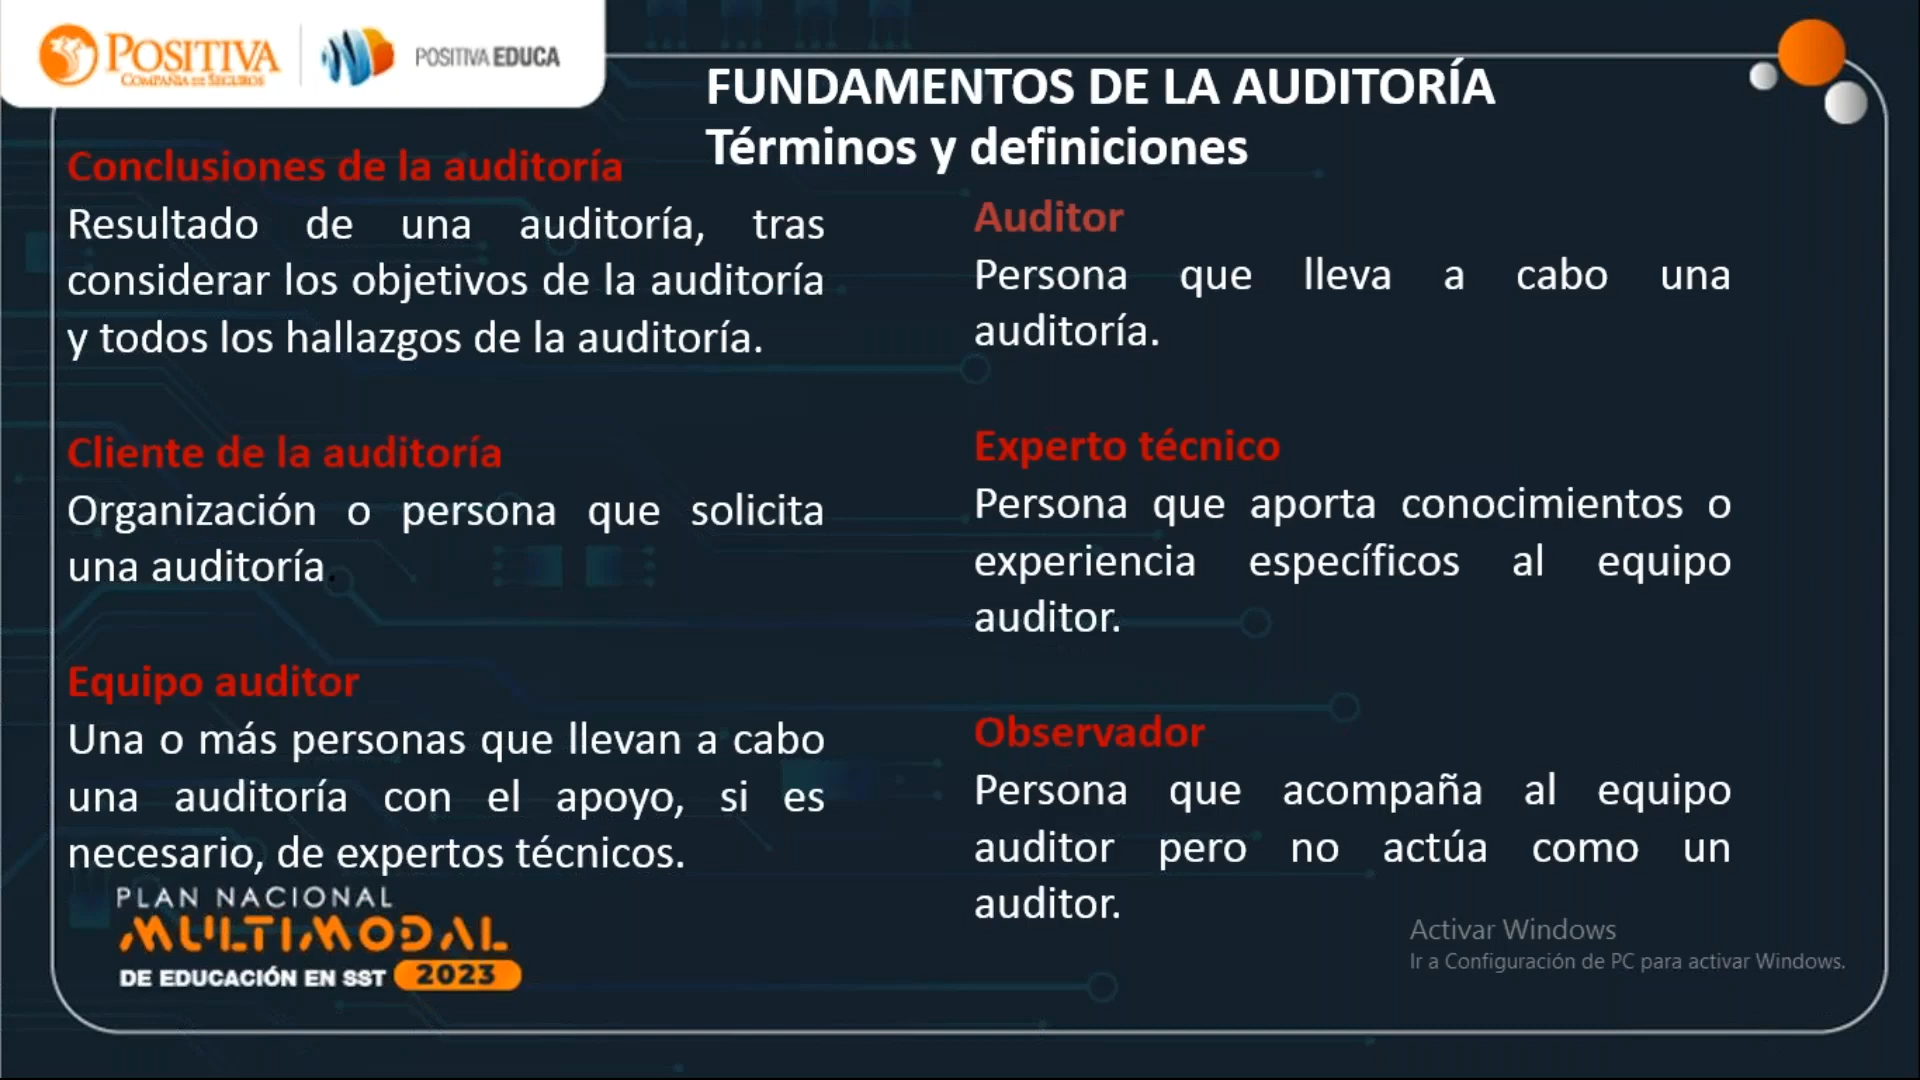 POSITIVA
COMPAÑÍA DE SEGUROS
POSITIVA EDUCA
FUNDAMENTOS DE LA AUDITORÍA
Términos y definiciones
Conclusiones de la auditoría
Resultado de una auditoría, tras
considerar los objetivos de la auditoría
y todos los hallazgos de la auditoría.
Cliente de la auditoría
Organización o persona que solicita
una auditoría.
Equipo auditor
Una o más personas que llevan a cabo
una auditoría con el apoyo, si es
necesario, de expertos técnicos.
Auditor
Persona que lleva a cabo una
auditoría.
Experto técnico
Persona que aporta conocimientos o
experiencia específicos al equipo
auditor.
Observador
Persona que acompaña al equipo
auditor pero no actúa como un
auditor.
PLAN NACIONAL
MULTIMODAL
DE EDUCACIÓN EN SST 2023
Activar Windows
Ir a Configuración de PC para activar Windows.